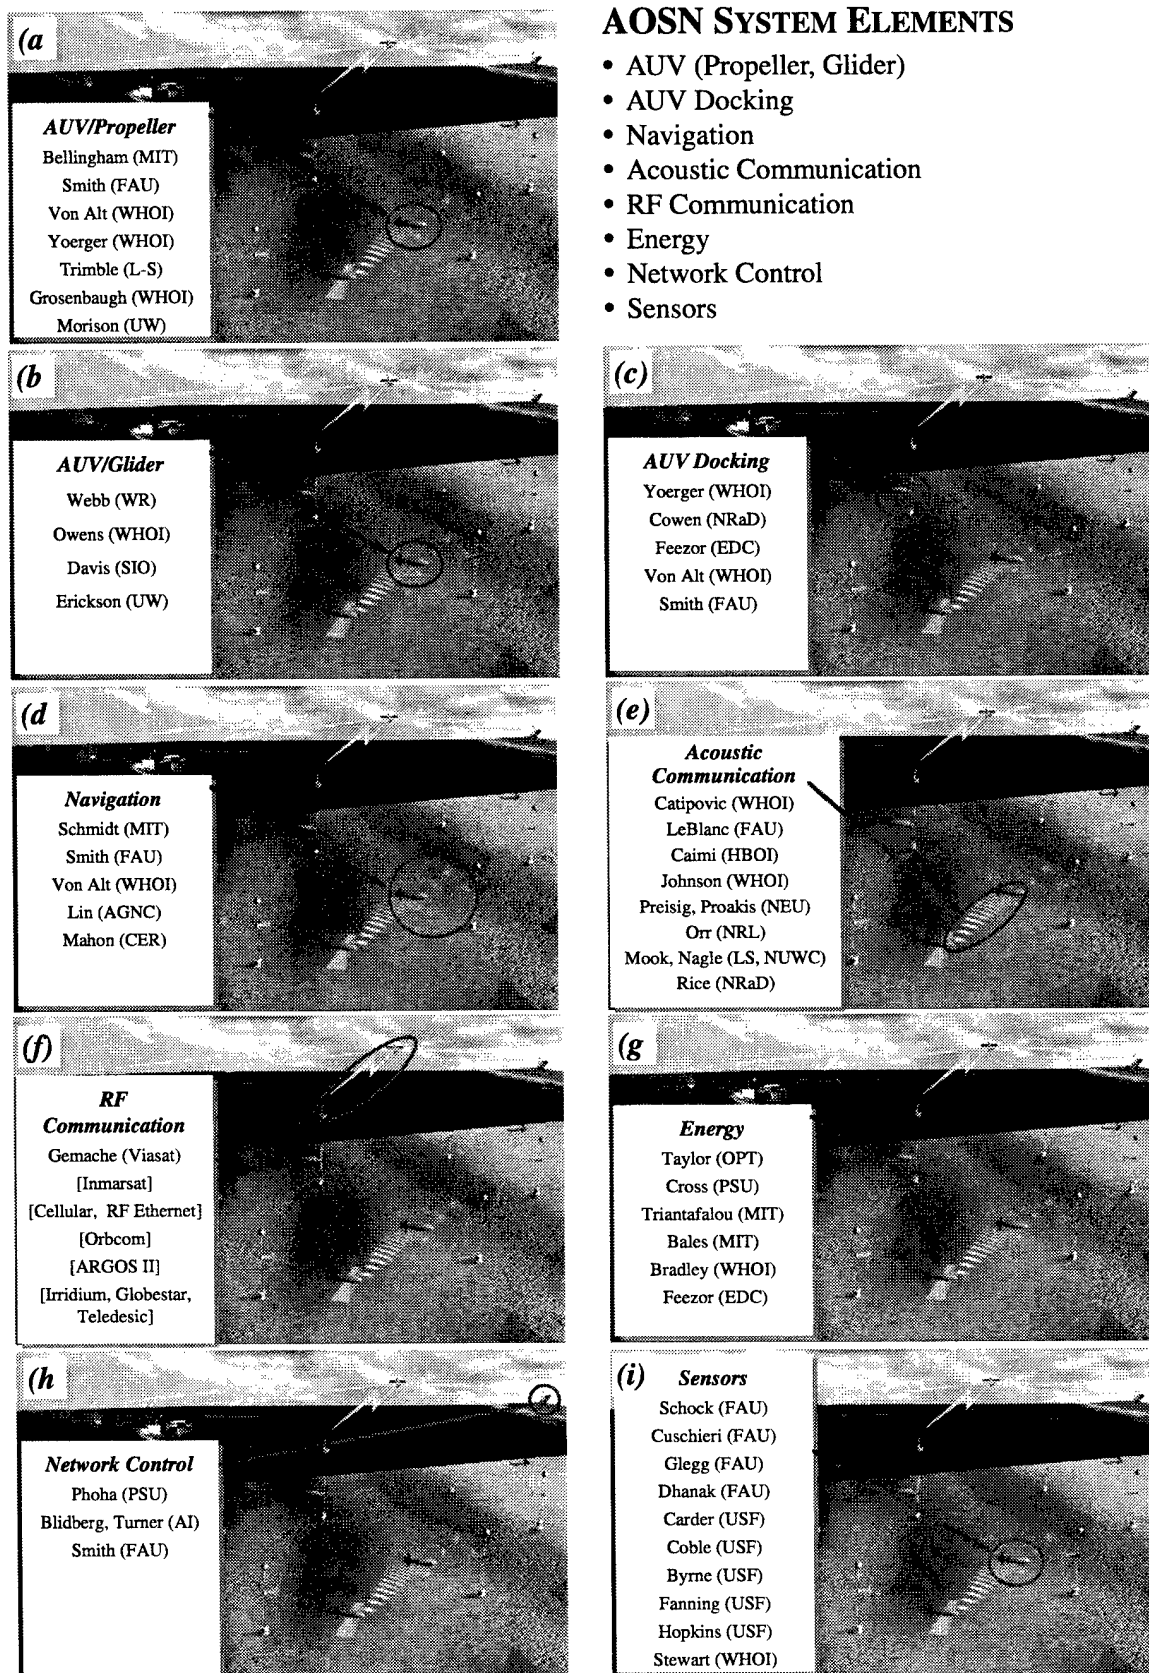 (a
AUV/Propeller
Bellingham (MIT)
Smith (FAU)
Von Alt (WHOI)
Yoerger (WHOI)
Trimble (L-S)
Grosenbaugh (WHOI)
Morison (UW)
AOSN SYSTEM ELEMENTS
• AUV (Propeller, Glider)
• AUV Docking
• Navigation
• Acoustic Communication
• RF Communication
• Energy
• Network Control
• Sensors
(b
AUV/Glider
Webb (WR)
Owens (WHOI)
Davis (SIO)
Erickson (UW)
(c)
AUV Docking
Yoerger (WHOI)
Cowen (NRaD)
Feezor (EDC)
Von Alt (WHOI)
Smith (FAU)
(d
Navigation
Schmidt (MIT)
Smith (FAU)
Von Alt (WHOI)
Lin (AGNC)
Mahon (CER)
(e)
Acoustic
Communication
Catipovic (WHOI)
LeBlanc (FAU)
Caimi (HBOI)
Johnson (WHOI)
Preisig, Proakis (NEU)
Orr (NRL)
Mook, Nagle (LS, NUWC)
Rice (NRaD)
(f)
RF
Communication
Gemache (Viasat)
[Inmarsat]
[Cellular, RF Ethernet]
[Orbcom]
[ARGOS II]
[Irridium, Globestar,
Teledesic]
(g
Energy
Taylor (OPT)
Cross (PSU)
Triantafalou (MIT)
Bales (MIT)
Bradley (WHOI)
Feezor (EDC)
(h
Network Control
Phoha (PSU)
Blidberg, Turner (AI)
Smith (FAU)
(i)
Sensors
Schock (FAU)
Cuschieri (FAU)
Glegg (FAU)
Dhanak (FAU)
Carder (USF)
Coble (USF)
Byrne (USF)
Fanning (USF)
Hopkins (USF)
Stewart (WHOI)